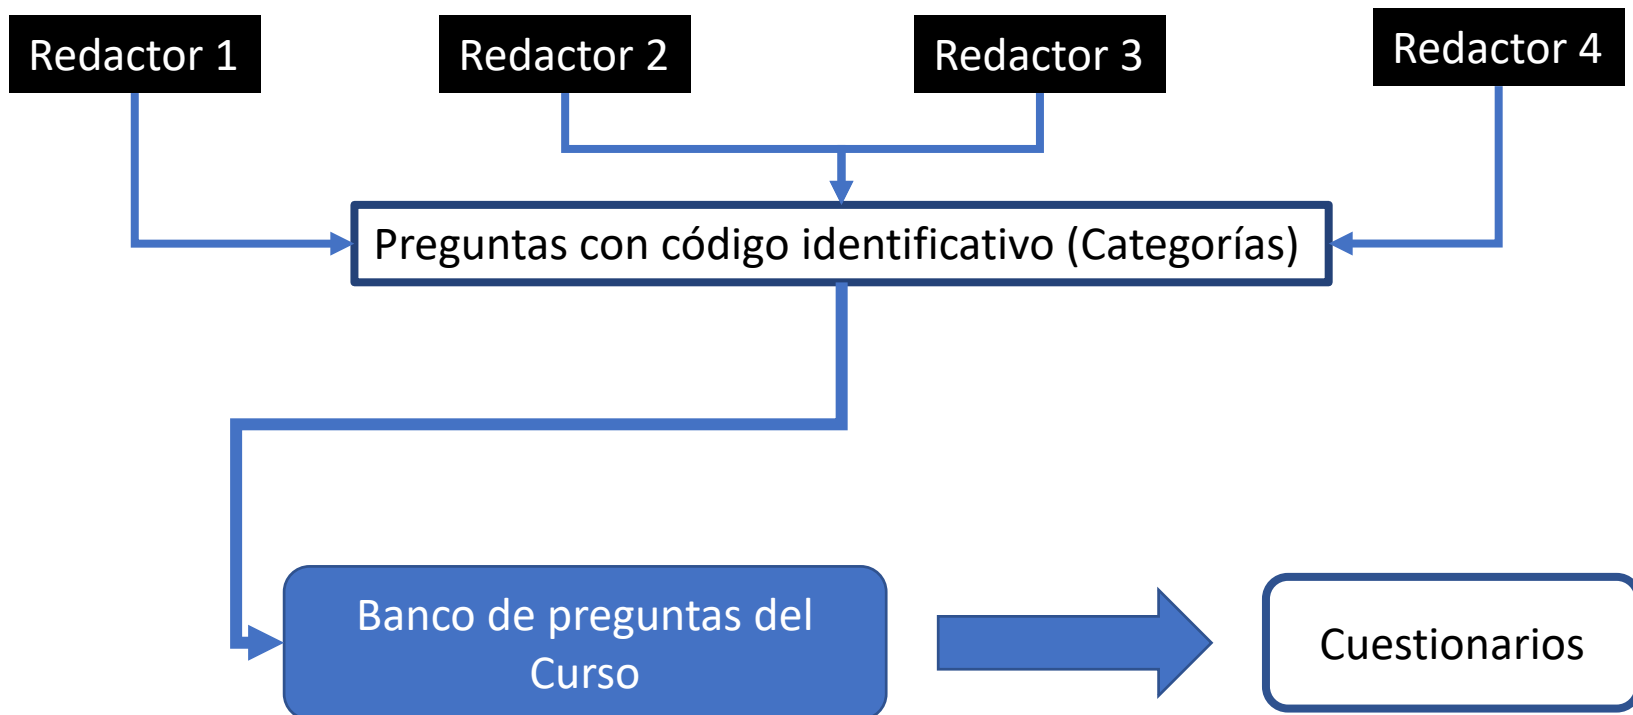 Redactor 1
Redactor 2
Redactor 3
Redactor 4
Preguntas con código identificativo (Categorías)
Banco de preguntas del
Curso
Cuestionarios